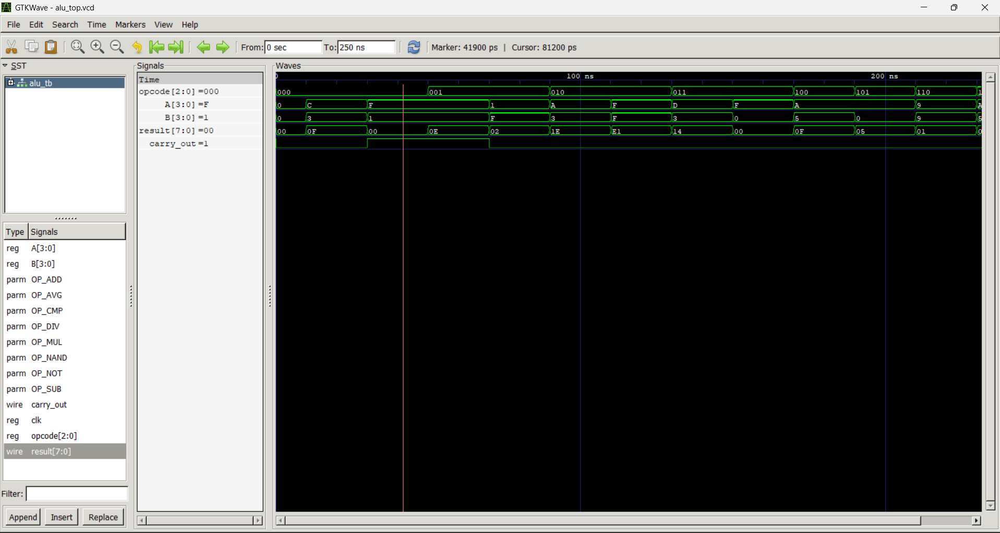 GTKWave - alu_top.vcd
File Edit Search Time Markers View Help
From: 0 sec To: 250 ns Marker: 41900 ps | Cursor: 81200 ps
SST
alu_tb
Type Signals
reg A[3:0]
reg B[3:0]
parm OP_ADD
parm OP_AVG
parm OP_CMP
parm OP_DIV
parm OP_MUL
parm OP_NAND
parm OP_NOT
parm OP_SUB
wire carry_out
reg clk
reg opcode[2:0]
wire result[7:0]
Filter:
Append Insert Replace
Signals
Time
opcode[2:0] =000
A[3:0] =F
B[3:0] =1
result[7:0] =00
carry_out =1
Waves
100 ns 200 ns
000 001 010 011 100 101 110 1
0 C F 1 A F D F A 9 A
0 3 1 F 3 F 3 0 5 0 9 5
00 0F 00 0E 02 1E E1 14 00 0F 05 01 0